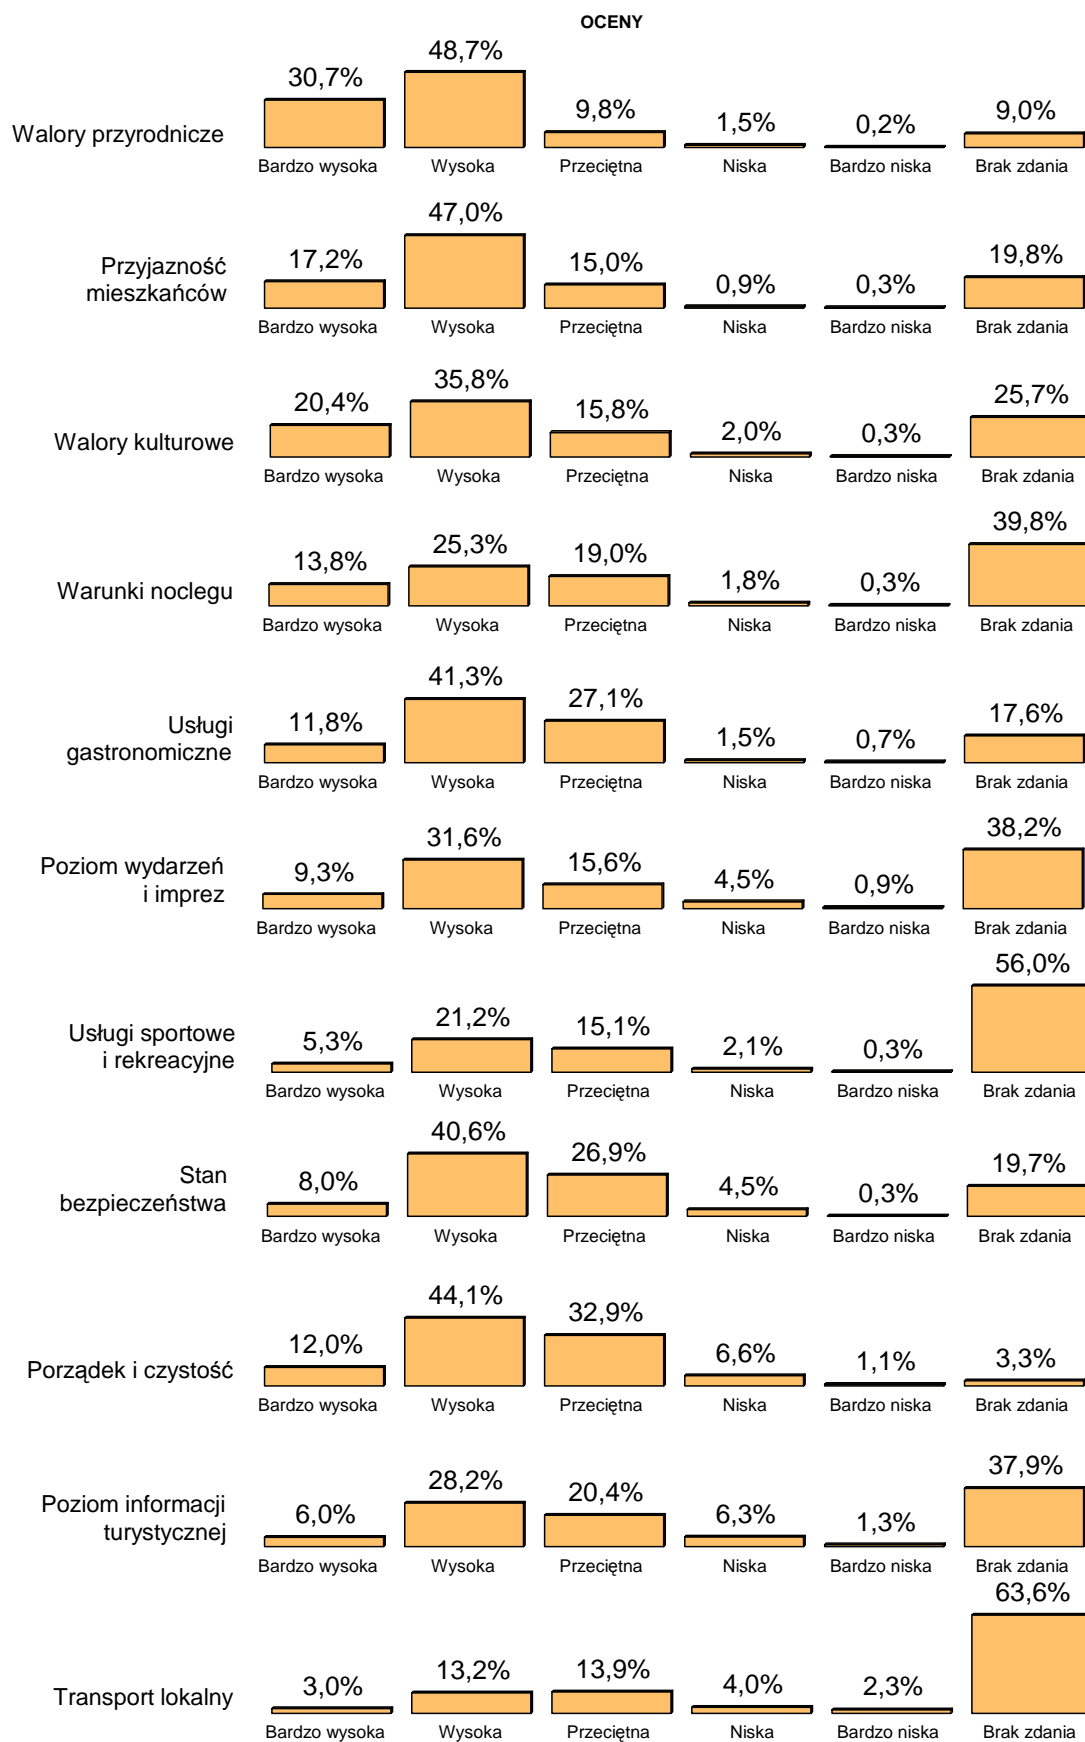 OCENY
30,7% 48,7% 9,8% 1,5% 0,2% 9,0%
Walory przyrodnicze
Bardzo wysoka Wysoka Przeciętna Niska Bardzo niska Brak zdania
17,2% 47,0% 15,0% 0,9% 0,3% 19,8%
Przyjazność
mieszkańców
Bardzo wysoka Wysoka Przeciętna Niska Bardzo niska Brak zdania
20,4% 35,8% 15,8% 2,0% 0,3% 25,7%
Walory kulturowe
Bardzo wysoka Wysoka Przeciętna Niska Bardzo niska Brak zdania
13,8% 25,3% 19,0% 1,8% 0,3% 39,8%
Warunki noclegu
Bardzo wysoka Wysoka Przeciętna Niska Bardzo niska Brak zdania
11,8% 41,3% 27,1% 1,5% 0,7% 17,6%
Usługi
gastronomiczne
Bardzo wysoka Wysoka Przeciętna Niska Bardzo niska Brak zdania
9,3% 31,6% 15,6% 4,5% 0,9% 38,2%
Poziom wydarzeń
i imprez
Bardzo wysoka Wysoka Przeciętna Niska Bardzo niska Brak zdania
5,3% 21,2% 15,1% 2,1% 0,3% 56,0%
Usługi sportowe
i rekreacyjne
Bardzo wysoka Wysoka Przeciętna Niska Bardzo niska Brak zdania
8,0% 40,6% 26,9% 4,5% 0,3% 19,7%
Stan
bezpieczeństwa
Bardzo wysoka Wysoka Przeciętna Niska Bardzo niska Brak zdania
12,0% 44,1% 32,9% 6,6% 1,1% 3,3%
Porządek i czystość
Bardzo wysoka Wysoka Przeciętna Niska Bardzo niska Brak zdania
6,0% 28,2% 20,4% 6,3% 1,3% 37,9%
Poziom informacji
turystycznej
Bardzo wysoka Wysoka Przeciętna Niska Bardzo niska Brak zdania
3,0% 13,2% 13,9% 4,0% 2,3% 63,6%
Transport lokalny
Bardzo wysoka Wysoka Przeciętna Niska Bardzo niska Brak zdania